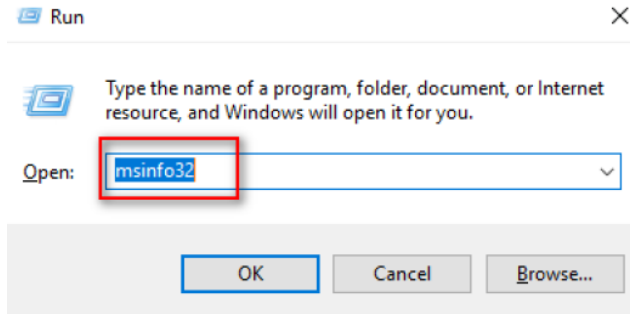 Run
Type the name of a program, folder, document, or Internet
resource, and Windows will open it for you.
Open: msinfo32
OK Cancel Browse...